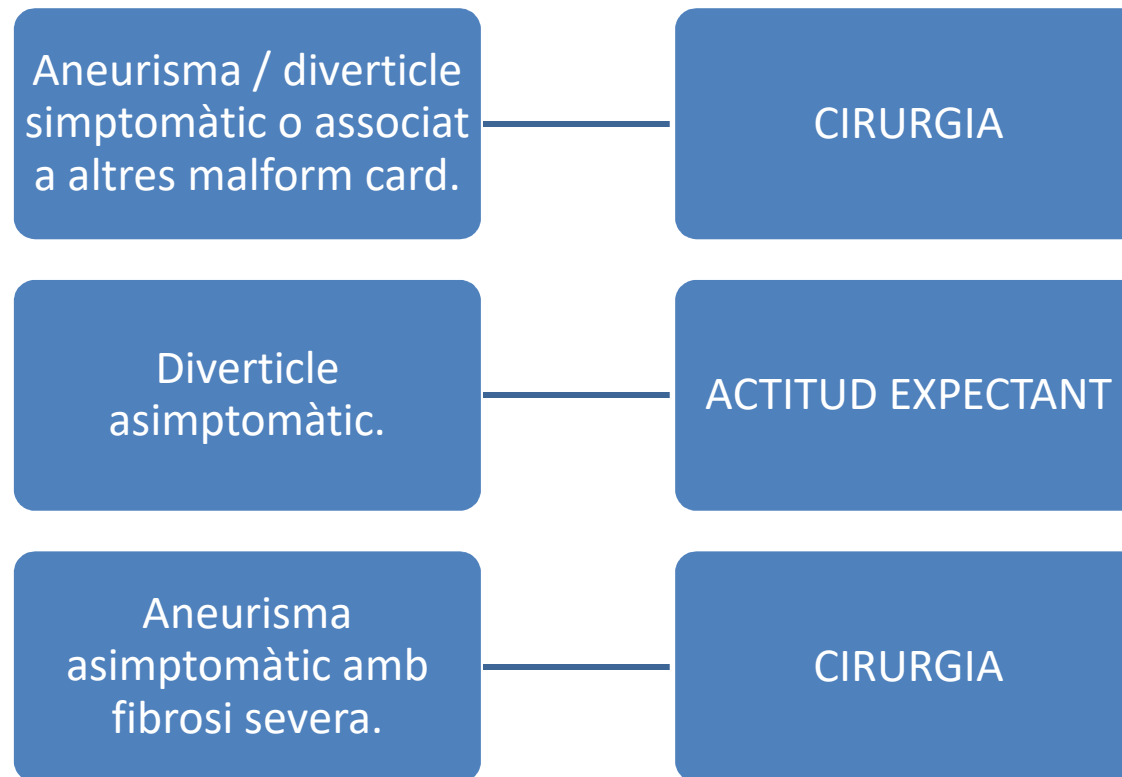 Aneurisma / diverticle
simptomàtic o associat
a altres malform card.
CIRURGIA
Diverticle
asimptomàtic.
ACTITUD EXPECTANT
Aneurisma
asimptomàtic amb
fibrosi severa.
CIRURGIA